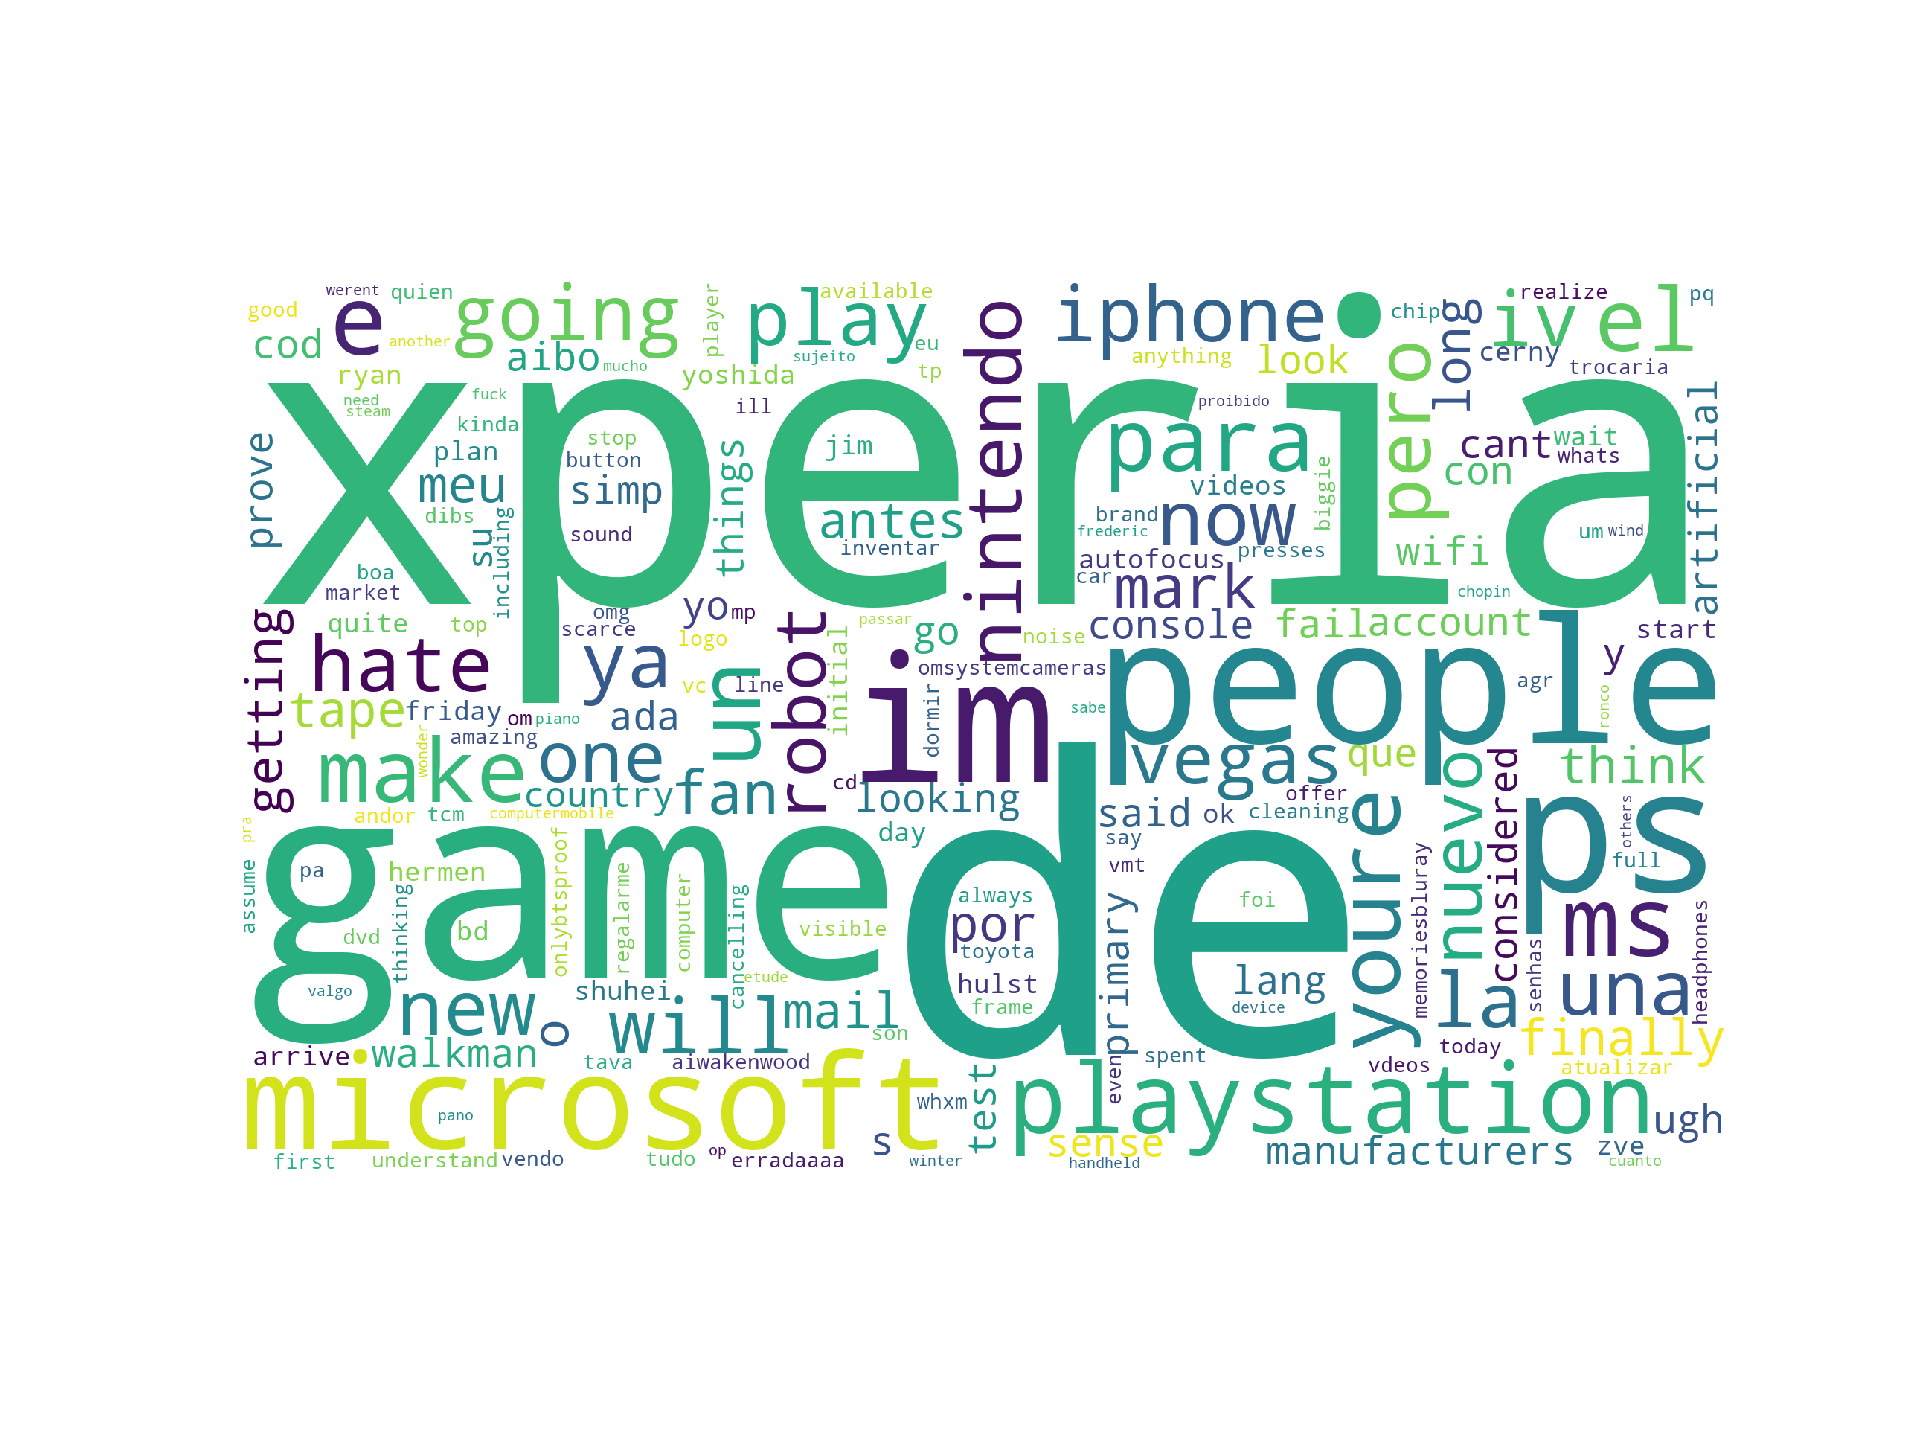 xperia
de
game
im
people
ps
microsoft
playstation
nintendo
iphone
e
going
play
ivel
para
pero
now
mark
hate
ya
un
robot
make
one
fan
vegas
youre
nuevo
ms
una
la
new
will
mail
getting
think
finally
good
werent
quien
cod
another
aibo
mucho
ryan
need
steam
fuck
kinda
player
available
sujeito
eu
tp
yoshida
ill
anything
look
chip
realize
pq
cerny
long
trocaria
proibido
cant
wait
whats
con
artificial
prove
plan
meu
dibs
su
including
stop
button
simp
sound
things
jim
antes
inventar
videos
brand
frederic
autofocus
presses
biggie
car
wifi
um
wind
chopin
boa
market
quite
top
omg
scarce
yo
mp
logo
passar
initial
go
noise
console
fail
account
start
y
tape
friday
om
piano
ada
amazing
wonder
vc
line
omsystemcameras
dormir
sabe
agr
ronco
que
country
cd
looking
day
said
ok
offer
cleaning
say
vmt
considered
others
full
andor
tcm
computermobile
pra
assume
pa
hermen
dvd
thinking
bd
onlybtsproof
regalarme
computer
cancelling
visible
etude
always
por
toyota
hulst
frame
primary
foi
lang
device
memoriesbluray
senhas
headphones
valgo
shuhei
o
son
arrive
walkman
tava
aiwakenwood
even
spent
today
vdeos
atualizar
pano
whxm
test
s
winter
sense
handheld
manufacturers
zve
ugh
cuanto
first
understand
vendo
tudo
op
erradaaaa